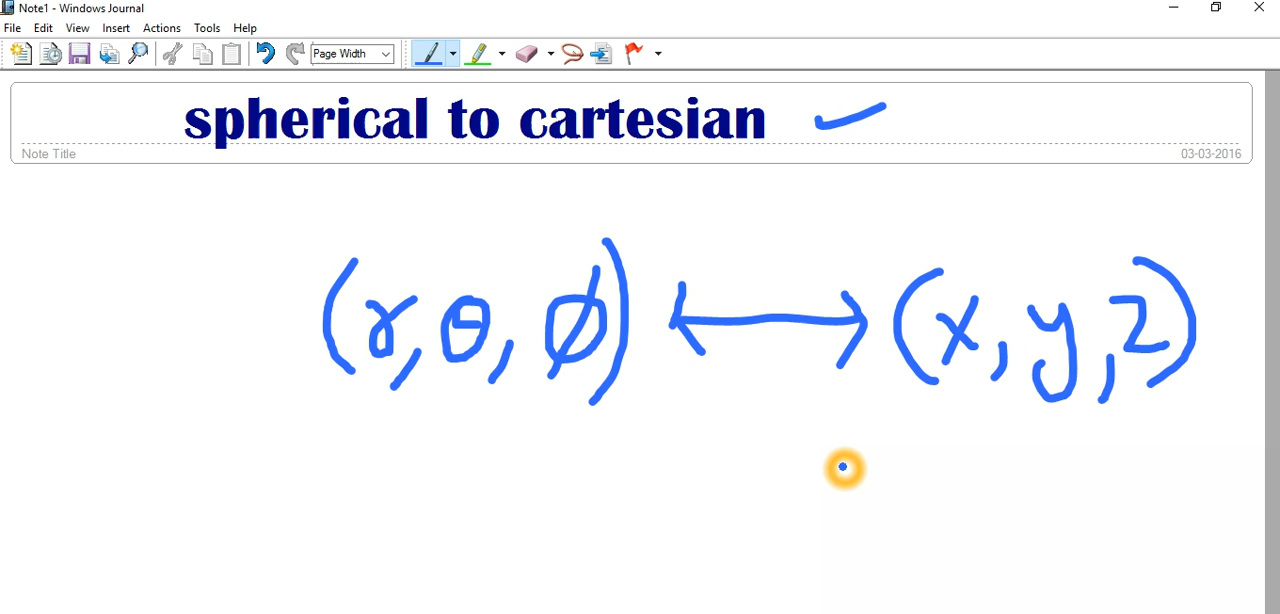 Note1 - Windows Journal
File Edit View Insert Actions Tools Help
Page Width
spherical to cartesian
Note Title 03-03-2016
(r, θ, ϕ) ↔ (x, y, z)